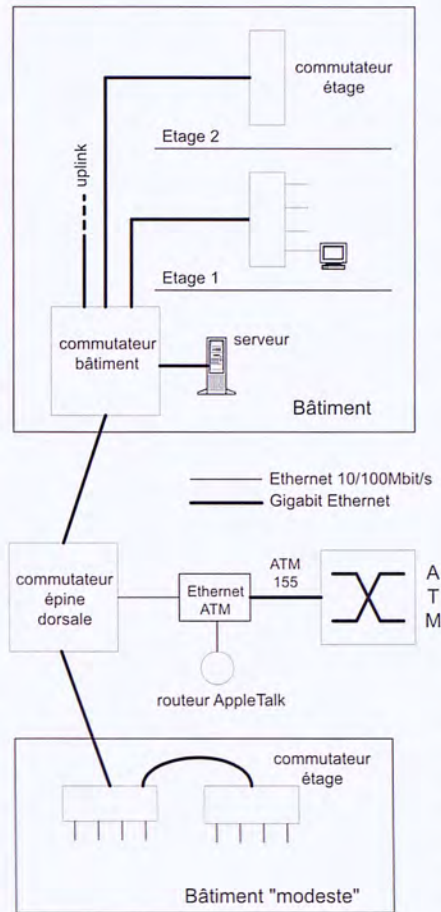 commutateur
étage
Etage 2
uplink
Etage 1
commutateur
bâtiment
serveur
Bâtiment
Ethernet 10/100Mbit/s
Gigabit Ethernet
commutateur
épine
dorsale
Ethernet
ATM
ATM
155
A
T
M
routeur AppleTalk
commutateur
étage
Bâtiment "modeste"